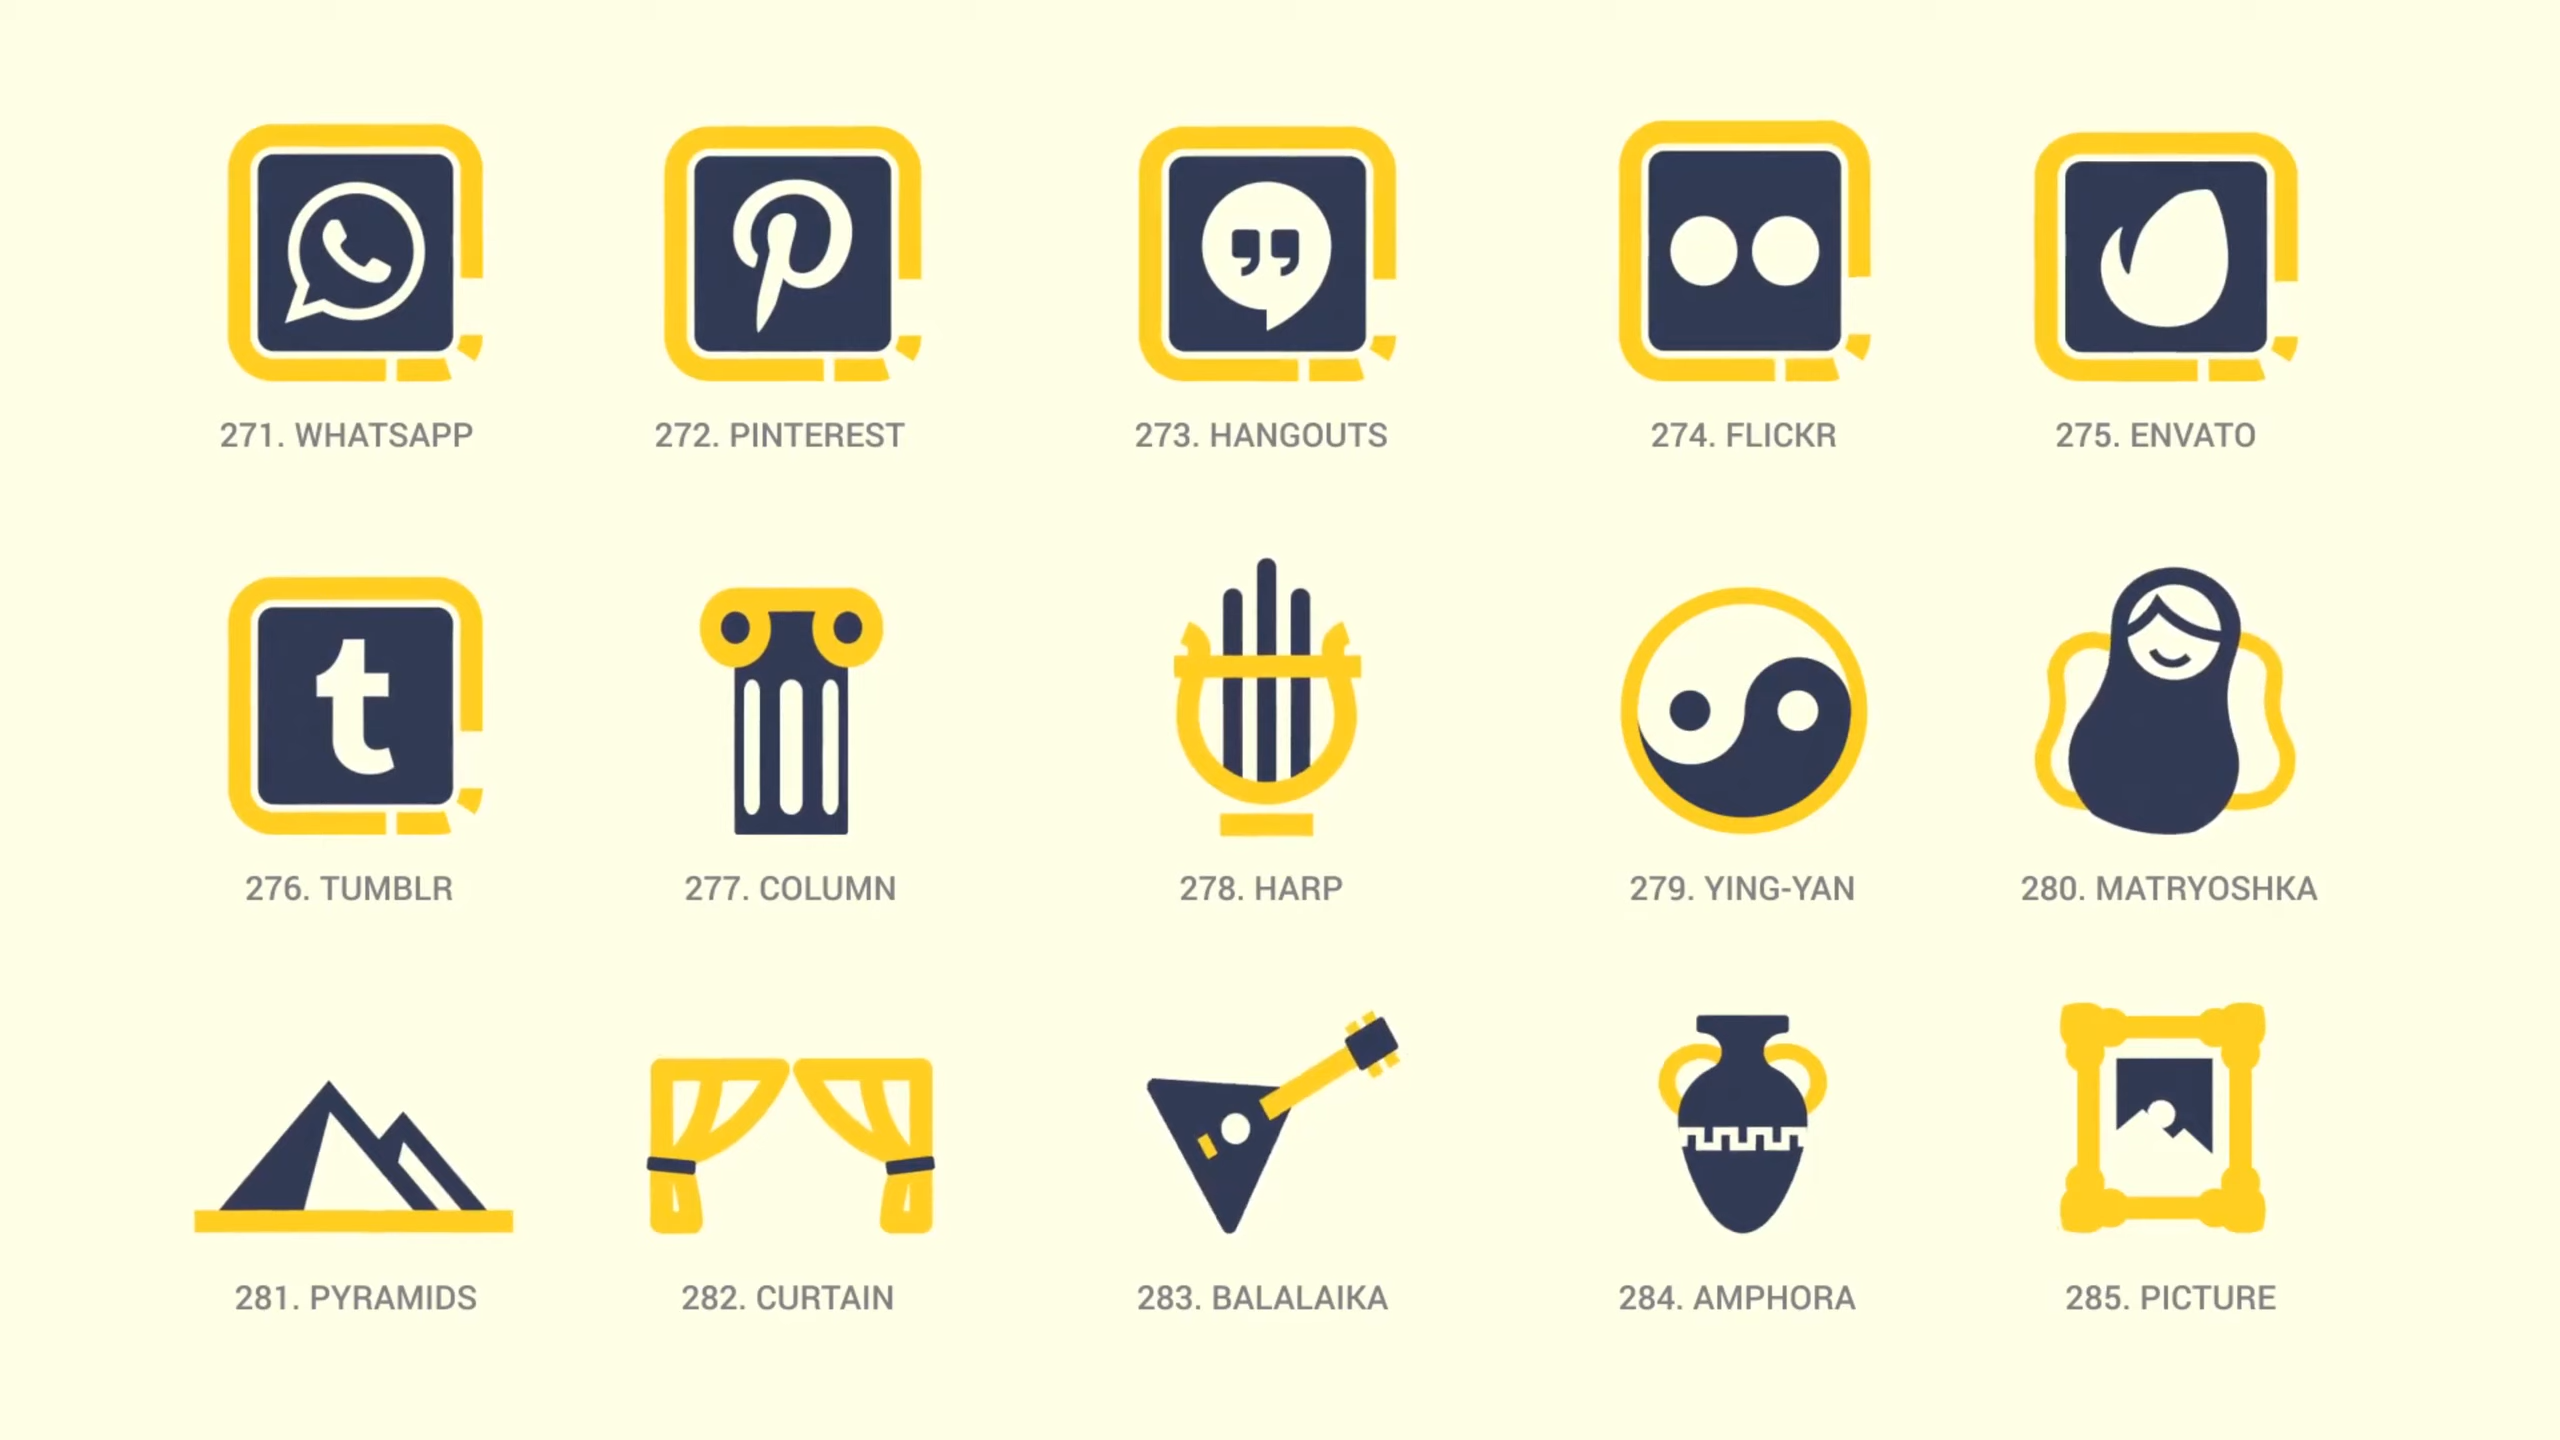 271. WHATSAPP
272. PINTEREST
273. HANGOUTS
274. FLICKR
275. ENVATO
t
276. TUMBLR
277. COLUMN
278. HARP
279. YING-YAN
280. MATRYOSHKA
281. PYRAMIDS
282. CURTAIN
283. BALALAIKA
284. AMPHORA
285. PICTURE